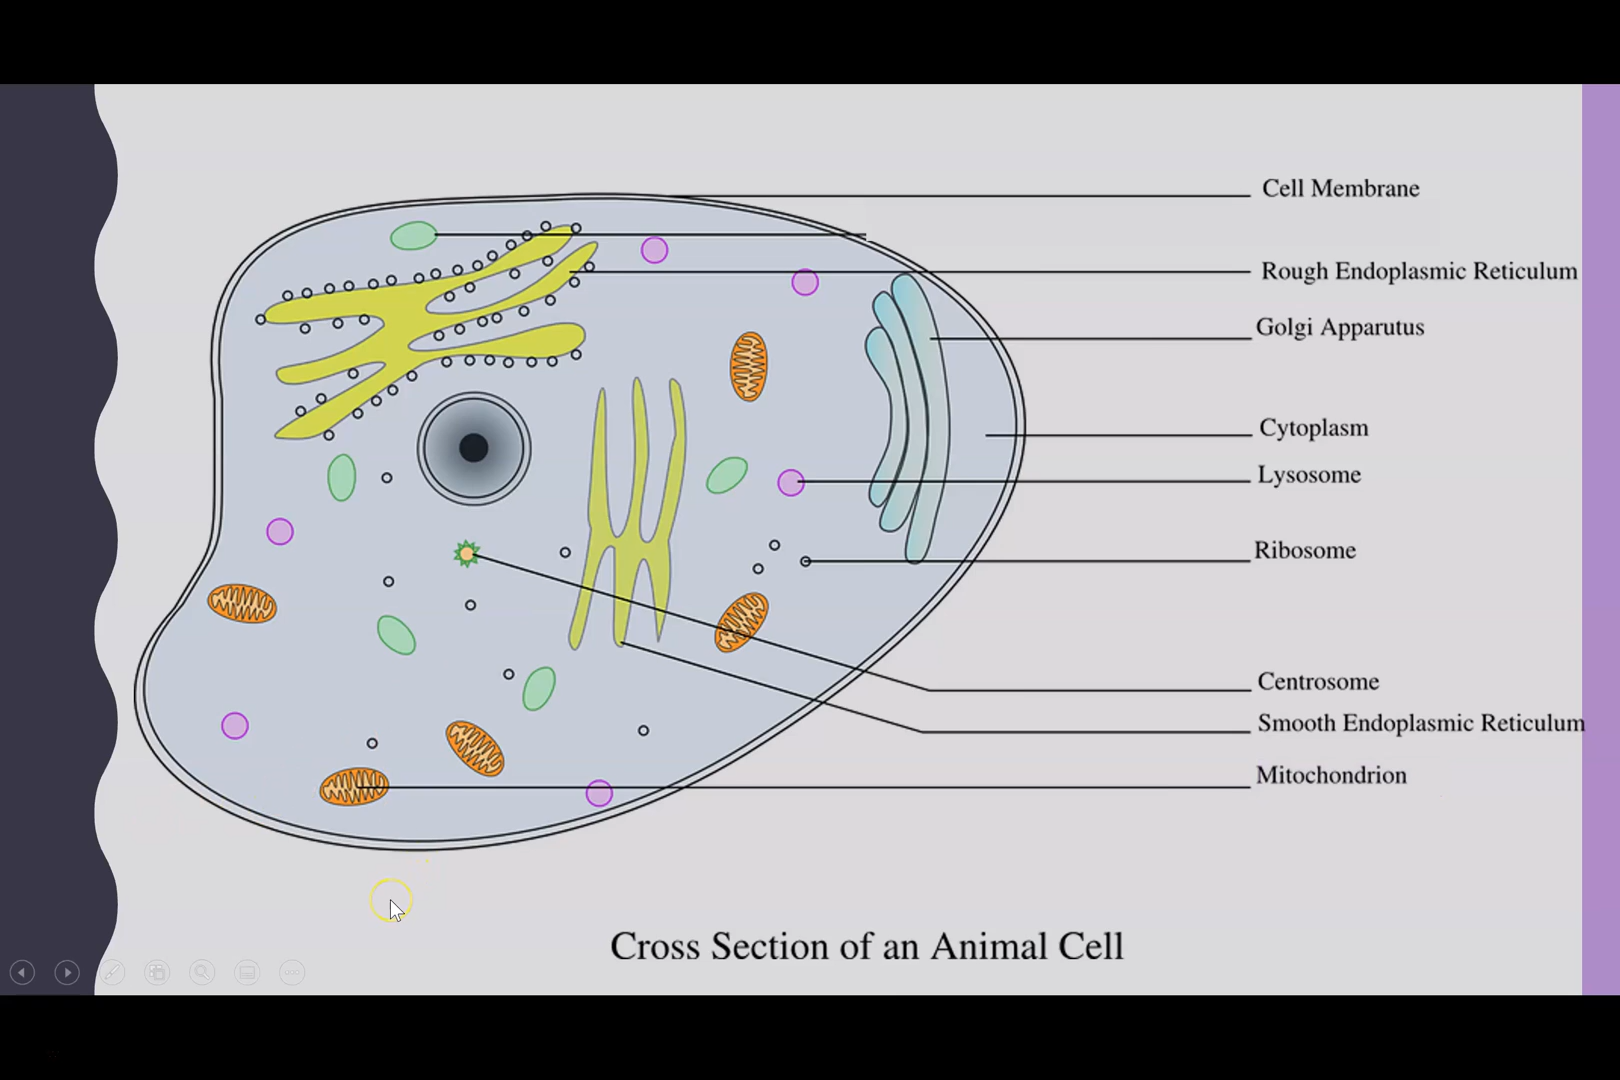 Cell Membrane
Rough Endoplasmic Reticulum
Golgi Apparutus
Cytoplasm
Lysosome
Ribosome
Centrosome
Smooth Endoplasmic Reticulum
Mitochondrion
Cross Section of an Animal Cell